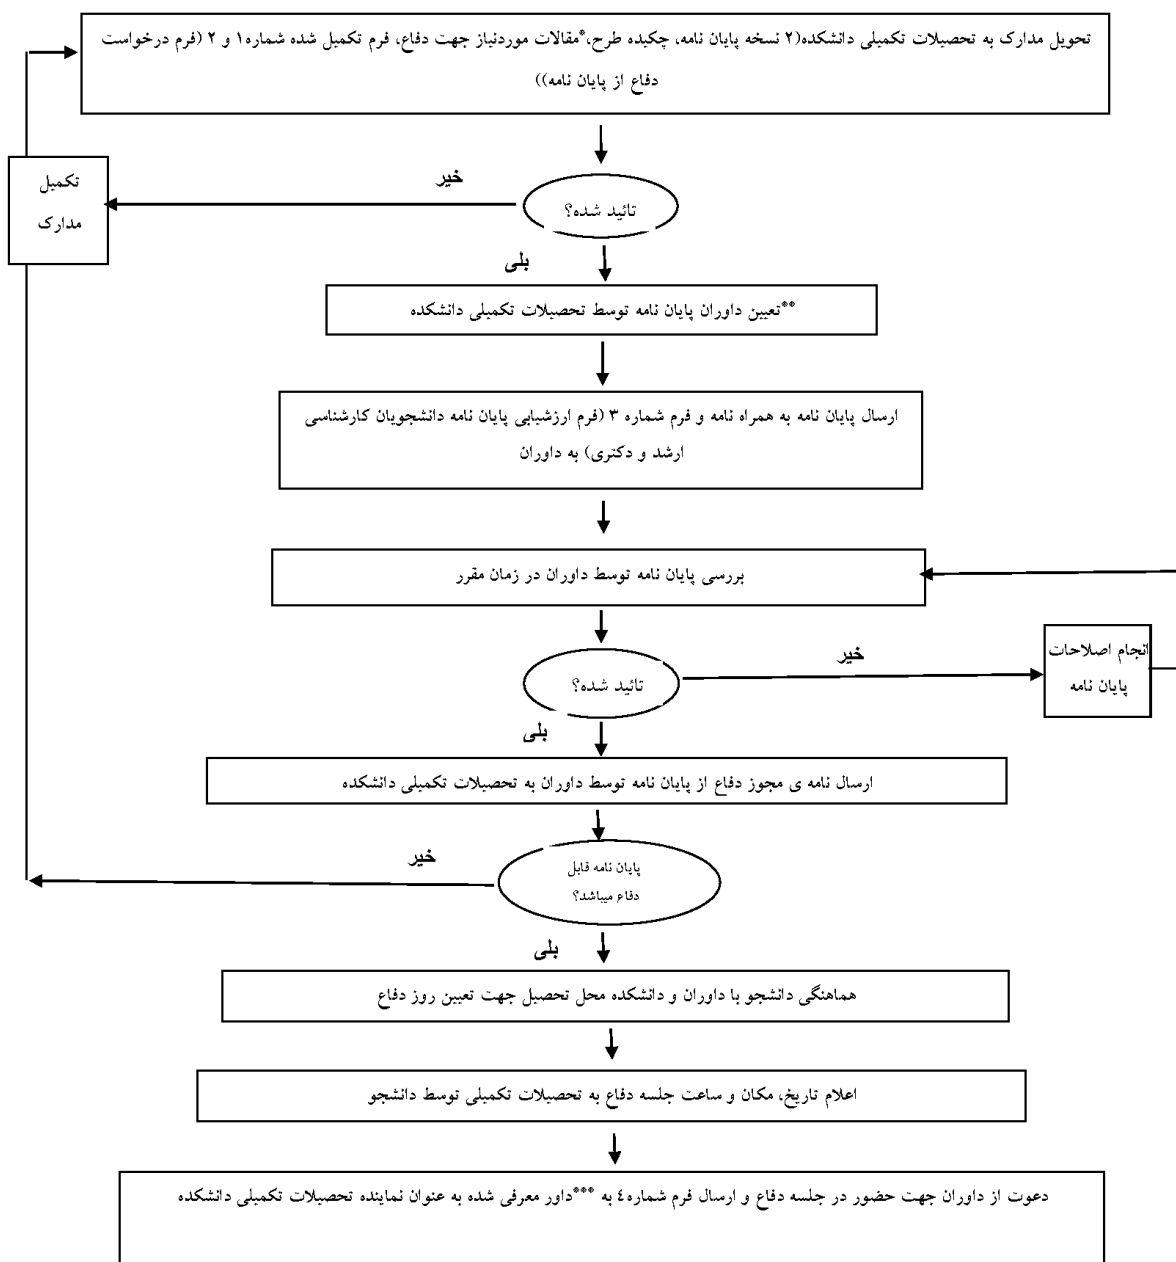 تحویل مدارک به تحصیلات تکمیلی دانشکده(۲ نسخه پایان نامه، چکیده طرح،*مقالات موردنیاز جهت دفاع، فرم تکمیل شده شماره۱ و ۲ (فرم درخواست
دفاع از پایان نامه))
تکمیل
مدارک
خیر
تائید شده؟
بلی
**تعیین داوران پایان نامه توسط تحصیلات تکمیلی دانشکده
ارسال پایان نامه به همراه نامه و فرم شماره ۳ (فرم ارزشیابی پایان نامه دانشجویان کارشناسی
ارشد و دکتری) به داوران
بررسی پایان نامه توسط داوران در زمان مقرر
خیر
انجام اصلاحات
پایان نامه
تائید شده؟
بلی
ارسال نامه ی مجوز دفاع از پایان نامه توسط داوران به تحصیلات تکمیلی دانشکده
خیر
پایان نامه قابل
دفاع میباشد؟
بلی
هماهنگی دانشجو با داوران و دانشکده محل تحصیل جهت تعیین روز دفاع
اعلام تاریخ، مکان و ساعت جلسه دفاع به تحصیلات تکمیلی توسط دانشجو
دعوت از داوران جهت حضور در جلسه دفاع و ارسال فرم شماره٤ به ***داور معرفی شده به عنوان نماینده تحصیلات تکمیلی دانشکده